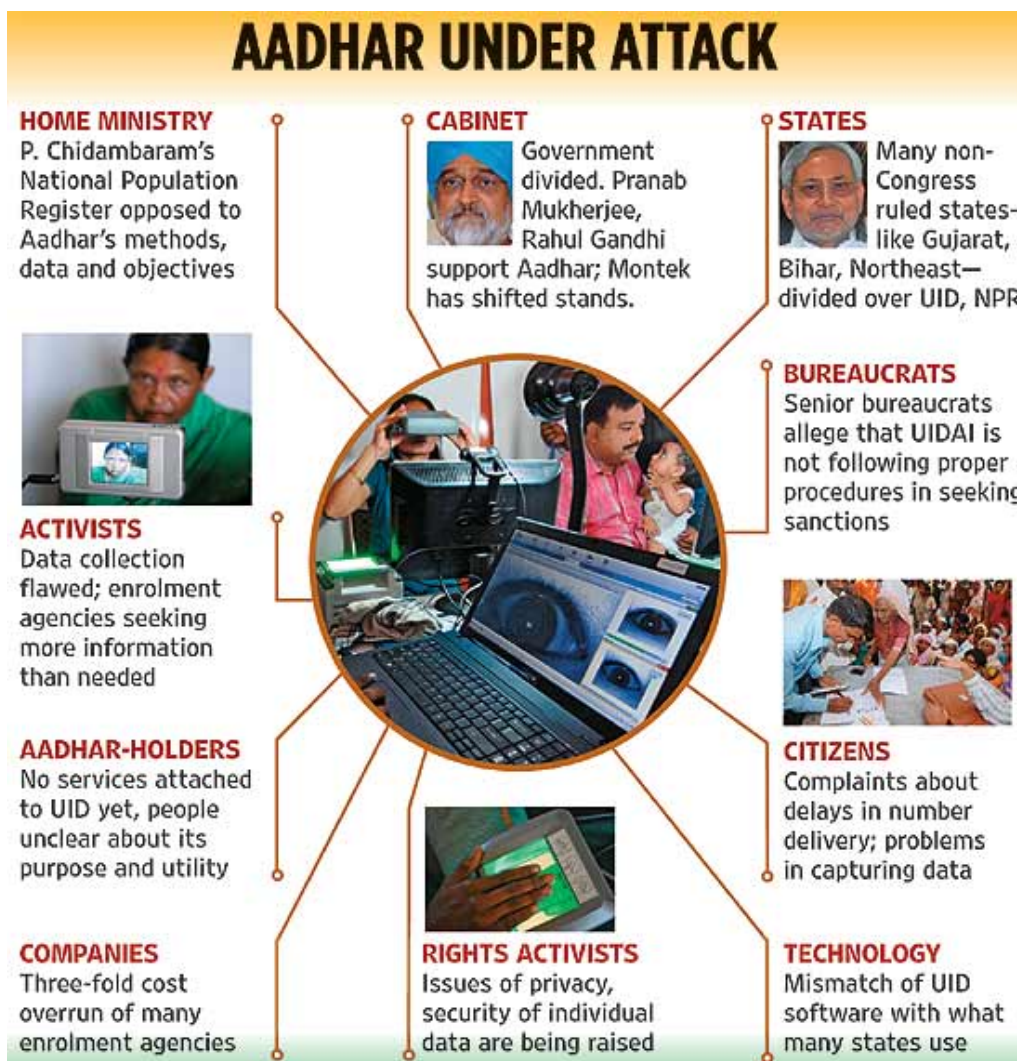 AADHAR UNDER ATTACK
HOME MINISTRY
P. Chidambaram's
National Population
Register opposed to
Aadhar's methods,
data and objectives
CABINET
Government
divided. Pranab
Mukherjee,
Rahul Gandhi
support Aadhar; Montek
has shifted stands.
STATES
Many non-
Congress
ruled states-
like Gujarat,
Bihar, Northeast—
divided over UID, NPR
ACTIVISTS
Data collection
flawed; enrolment
agencies seeking
more information
than needed
BUREAUCRATS
Senior bureaucrats
allege that UIDAI is
not following proper
procedures in seeking
sanctions
AADHAR-HOLDERS
No services attached
to UID yet, people
unclear about its
purpose and utility
CITIZENS
Complaints about
delays in number
delivery; problems
in capturing data
COMPANIES
Three-fold cost
overrun of many
enrolment agencies
RIGHTS ACTIVISTS
Issues of privacy,
security of individual
data are being raised
TECHNOLOGY
Mismatch of UID
software with what
many states use